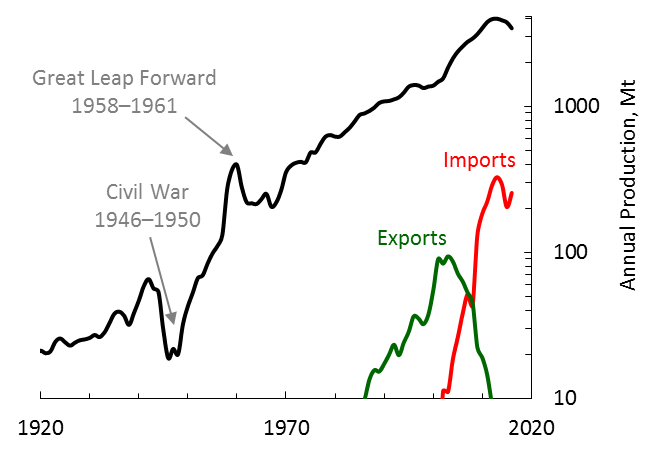 Great Leap Forward
1958–1961
Civil War
1946–1950
Imports
Exports
1000
100
10
Annual Production, Mt
1920
1970
2020